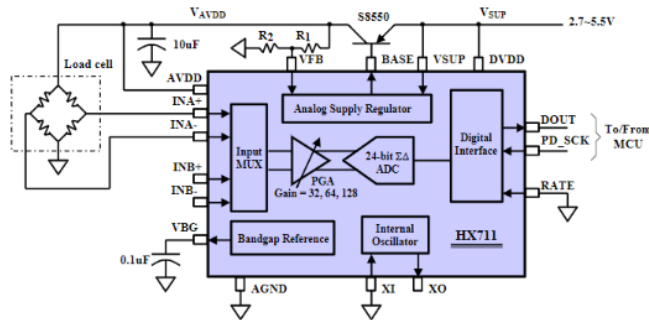 V_AVDD
S8550
V_SUP
2.7~5.5V
R2
R1
10uF
VFB
BASE
VSUP
DVDD
Load cell
AVDD
Analog Supply Regulator
INA+
INA-
Input MUX
24-bit ΣΔ ADC
Digital Interface
DOUT
PD_SCK
To/From MCU
INB+
INB-
PGA
Gain = 32, 64, 128
RATE
VBG
Bandgap Reference
Internal Oscillator
HX711
0.1uF
AGND
XI
XO